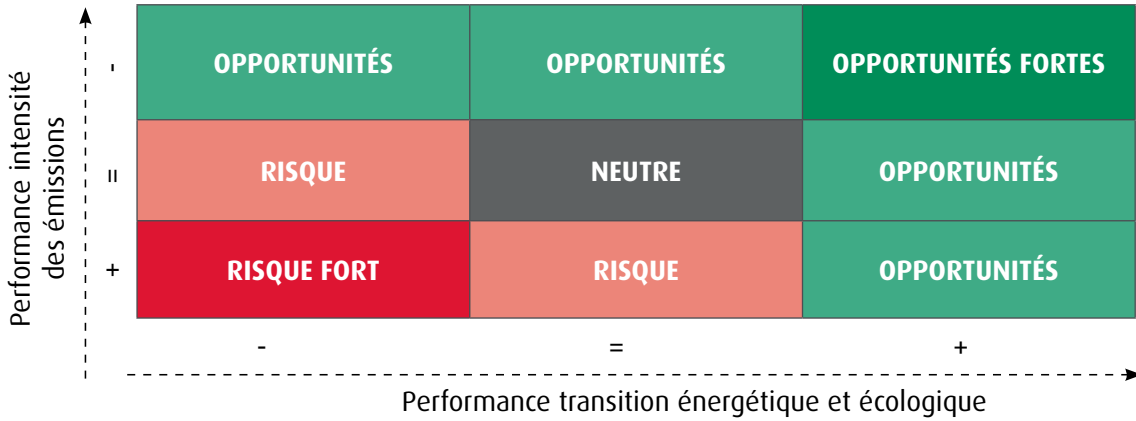 Performance intensité
des émissions
-
OPPORTUNITÉS
OPPORTUNITÉS
OPPORTUNITÉS FORTES
=
RISQUE
NEUTRE
OPPORTUNITÉS
+
RISQUE FORT
RISQUE
OPPORTUNITÉS
-
=
+
Performance transition énergétique et écologique